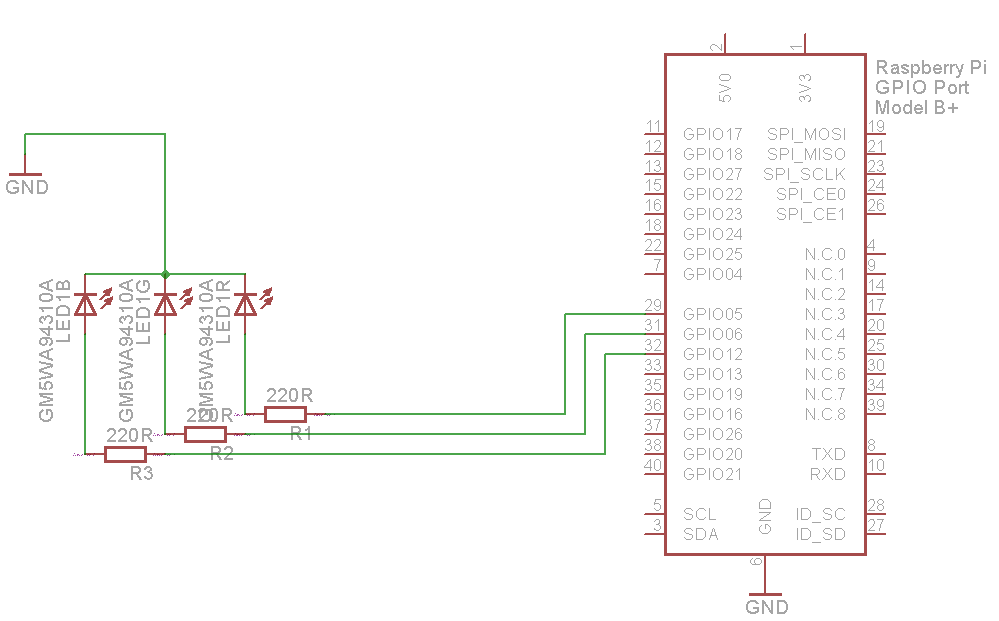 2
1
5V0
3V3
Raspberry Pi
GPIO Port
Model B+
11
GPIO17
SPI_MOSI
19
12
GPIO18
SPI_MISO
21
13
GPIO27
SPI_SCLK
23
15
GPIO22
SPI_CE0
24
16
GPIO23
SPI_CE1
26
18
GPIO24
22
GPIO25
N.C.0
4
7
GPIO04
N.C.1
9
N.C.2
14
29
GPIO05
N.C.3
17
31
GPIO06
N.C.4
20
32
GPIO12
N.C.5
25
33
GPIO13
N.C.6
30
35
GPIO19
N.C.7
34
36
GPIO16
N.C.8
39
37
GPIO26
38
GPIO20
TXD
8
40
GPIO21
RXD
10
5
SCL
ID_SC
28
3
SDA
ID_SD
27
GND
6
GND
GND
GM5WA94310A
LED1B
GM5WA94310A
LED1G
GM5WA94310A
LED1R
220R
R1
220R
R2
220R
R3